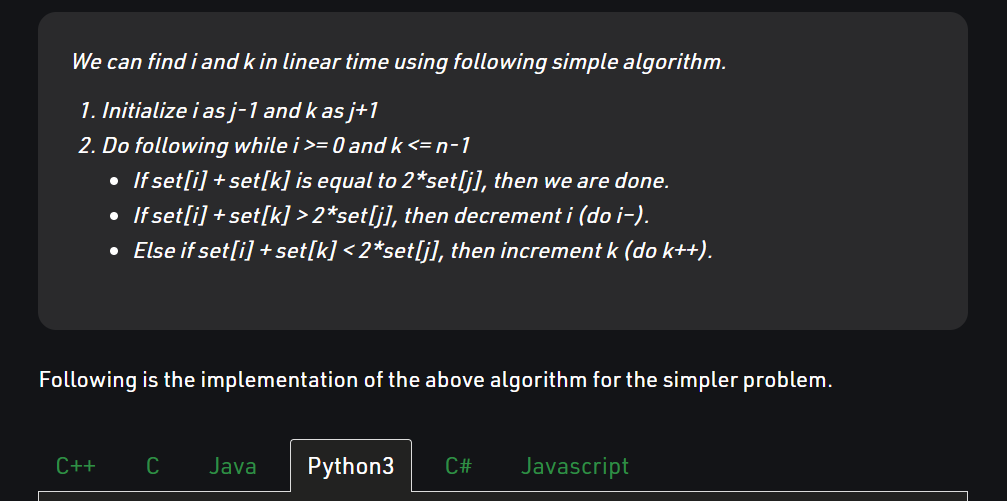 We can find i and k in linear time using following simple algorithm.
1. Initialize i as j-1 and k as j+1
2. Do following while i >= 0 and k <= n-1
• If set[i] + set[k] is equal to 2*set[j], then we are done.
• If set[i] + set[k] > 2*set[j], then decrement i (do i–).
• Else if set[i] + set[k] < 2*set[j], then increment k (do k++).
Following is the implementation of the above algorithm for the simpler problem.
C++ C Java Python3 C# Javascript